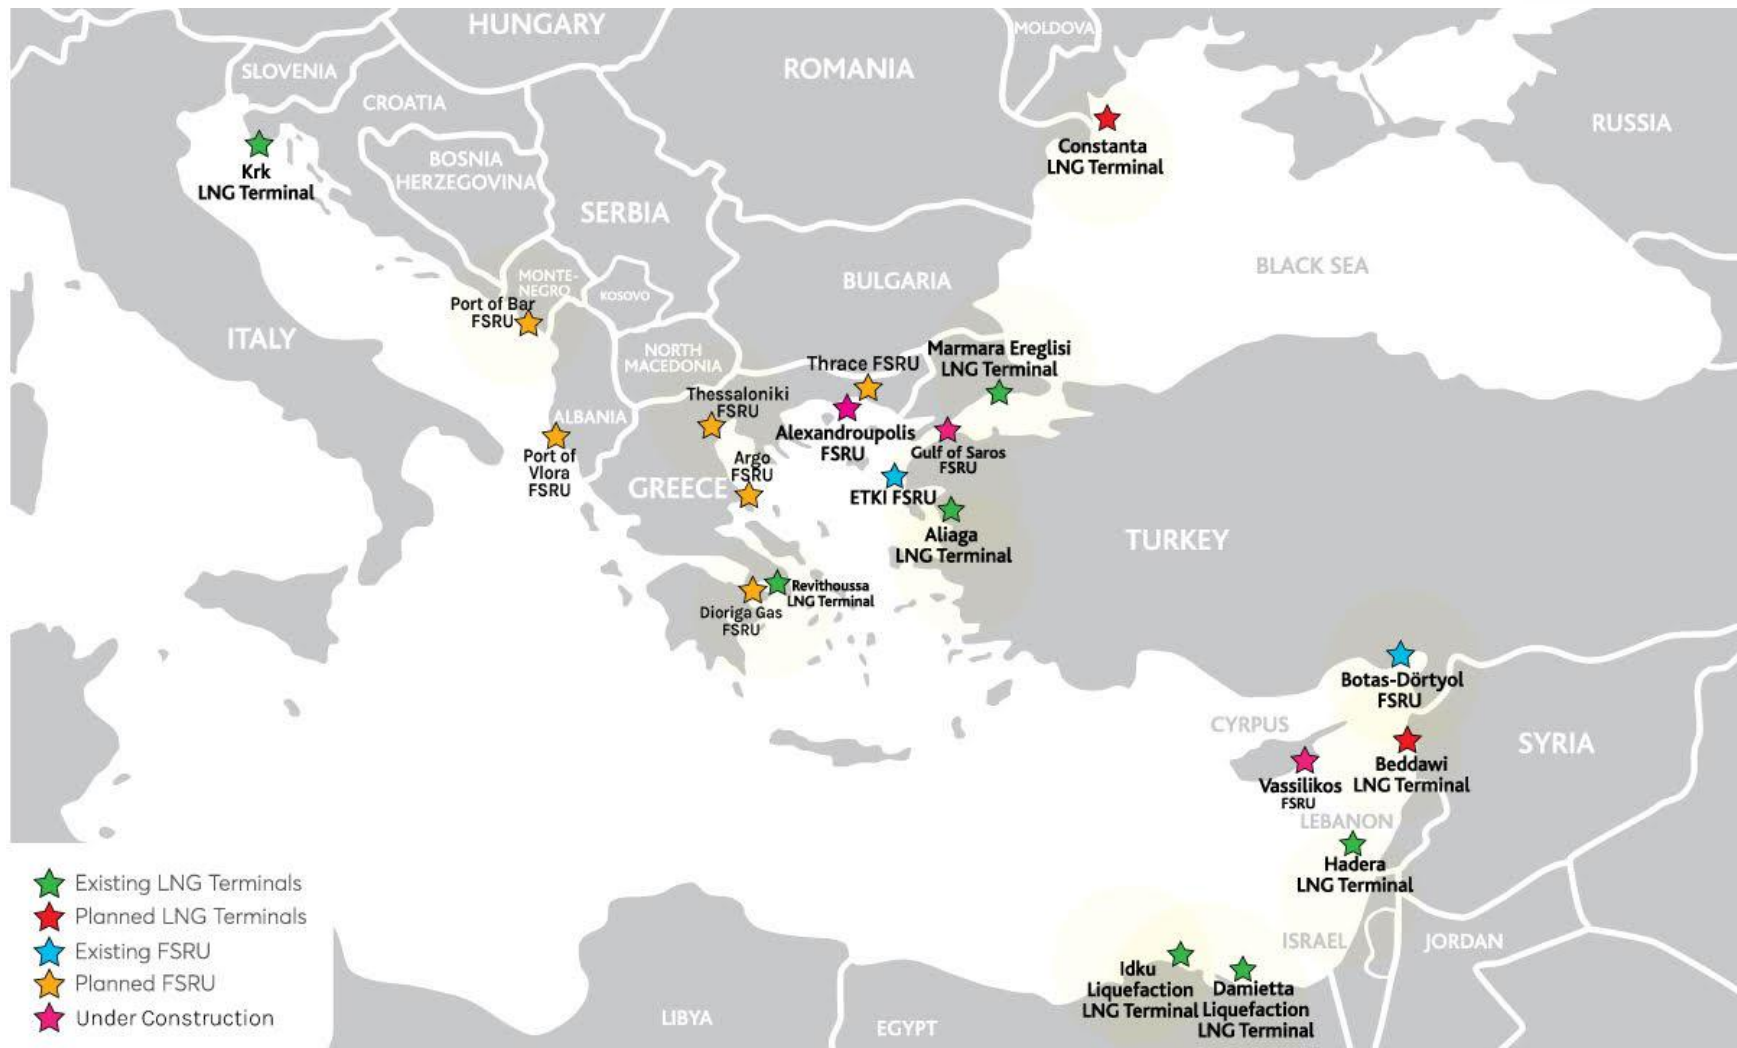 HUNGARY
MOLDOVA
SLOVENIA
ROMANIA
CROATIA
RUSSIA
Constanta
LNG Terminal
Krk
LNG Terminal
BOSNIA
HERZEGOVINA
SERBIA
BLACK SEA
MONTE-
NEGRO
KOSOVO
BULGARIA
Port of Bar
FSRU
ITALY
NORTH
MACEDONIA
Thrace FSRU
Marmara Ereglisi
LNG Terminal
Thessaloniki
FSRU
ALBANIA
Alexandroupolis
FSRU
Gulf of Saros
FSRU
Port of
Vlora
FSRU
Argo
FSRU
GREECE
ETKI FSRU
Aliaga
LNG Terminal
TURKEY
Revithoussa
LNG Terminal
Dioriga Gas
FSRU
Botas-Dörtyol
FSRU
CYRPUS
SYRIA
Beddawi
LNG Terminal
Vassilikos
FSRU
LEBANON
Hadera
LNG Terminal
ISRAEL
JORDAN
Idku
Liquefaction
LNG Terminal
Damietta
Liquefaction
LNG Terminal
LIBYA
EGYPT
Existing LNG Terminals
Planned LNG Terminals
Existing FSRU
Planned FSRU
Under Construction